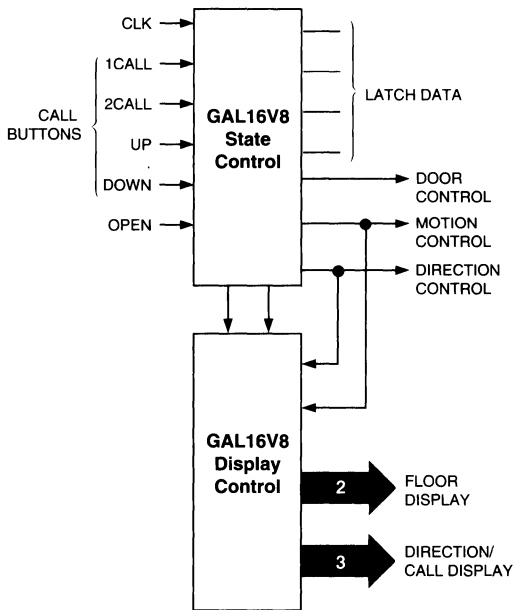 CLK
1CALL
2CALL
CALL
BUTTONS
UP
DOWN
OPEN
GAL16V8
State
Control
LATCH DATA
DOOR
CONTROL
MOTION
CONTROL
DIRECTION
CONTROL
GAL16V8
Display
Control
2
FLOOR
DISPLAY
3
DIRECTION/
CALL DISPLAY